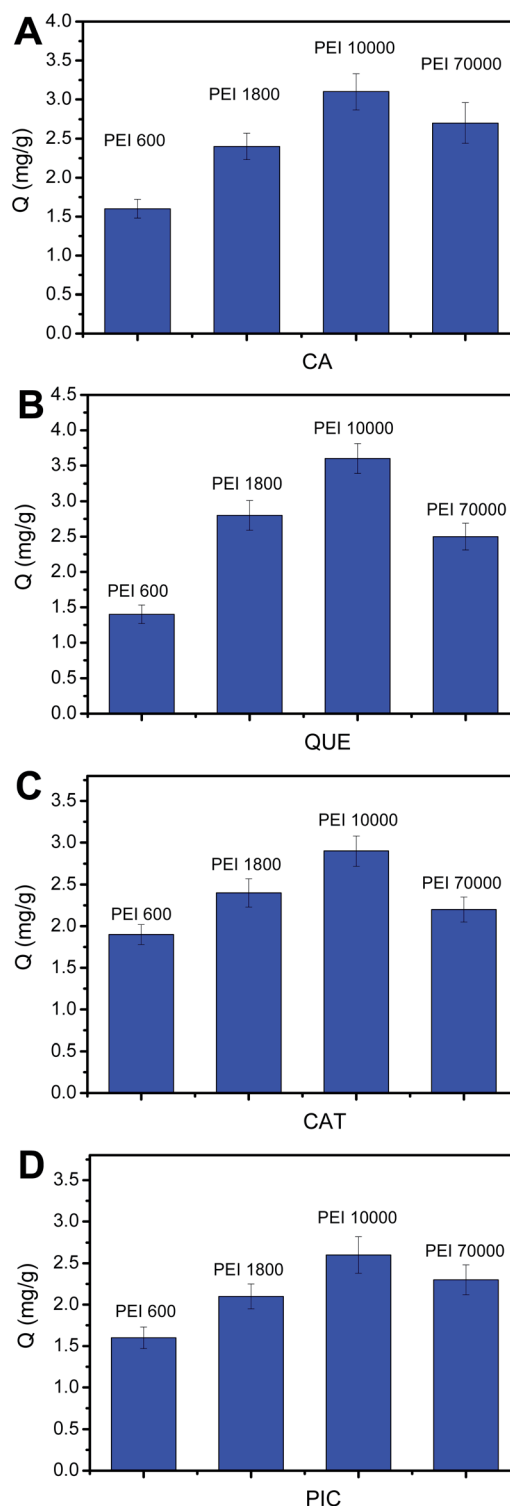 A
4.0
3.5
3.0
2.5
2.0
1.5
1.0
0.5
0.0
Q (mg/g)
PEI 600
PEI 1800
PEI 10000
PEI 70000
CA
B
4.5
4.0
3.5
3.0
2.5
2.0
1.5
1.0
0.5
0.0
Q (mg/g)
PEI 600
PEI 1800
PEI 10000
PEI 70000
QUE
C
3.5
3.0
2.5
2.0
1.5
1.0
0.5
0.0
Q (mg/g)
PEI 600
PEI 1800
PEI 10000
PEI 70000
CAT
D
3.5
3.0
2.5
2.0
1.5
1.0
0.5
0.0
Q (mg/g)
PEI 600
PEI 1800
PEI 10000
PEI 70000
PIC